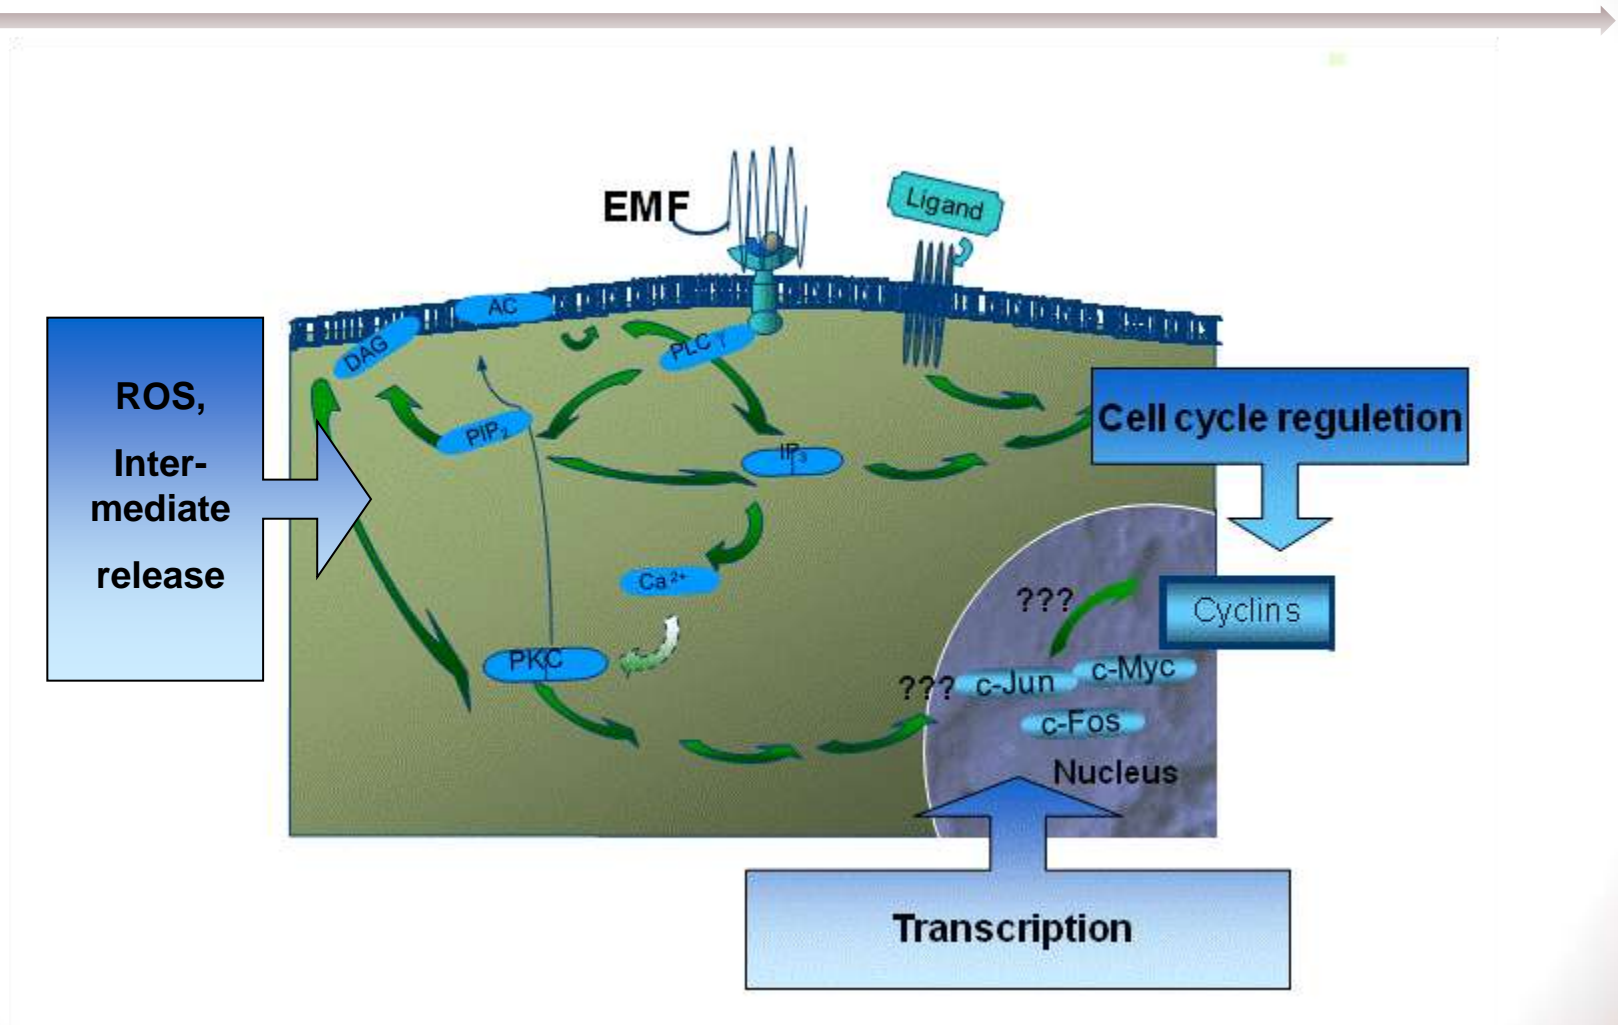 EMF
Ligand
AC
DAG
PLC γ
ROS,
Inter-
mediate
release
Cell cycle reguletion
PIP₂
IP₃
Ca²⁺
???
Cyclins
PKC
???
c-Jun
c-Myc
c-Fos
Nucleus
Transcription